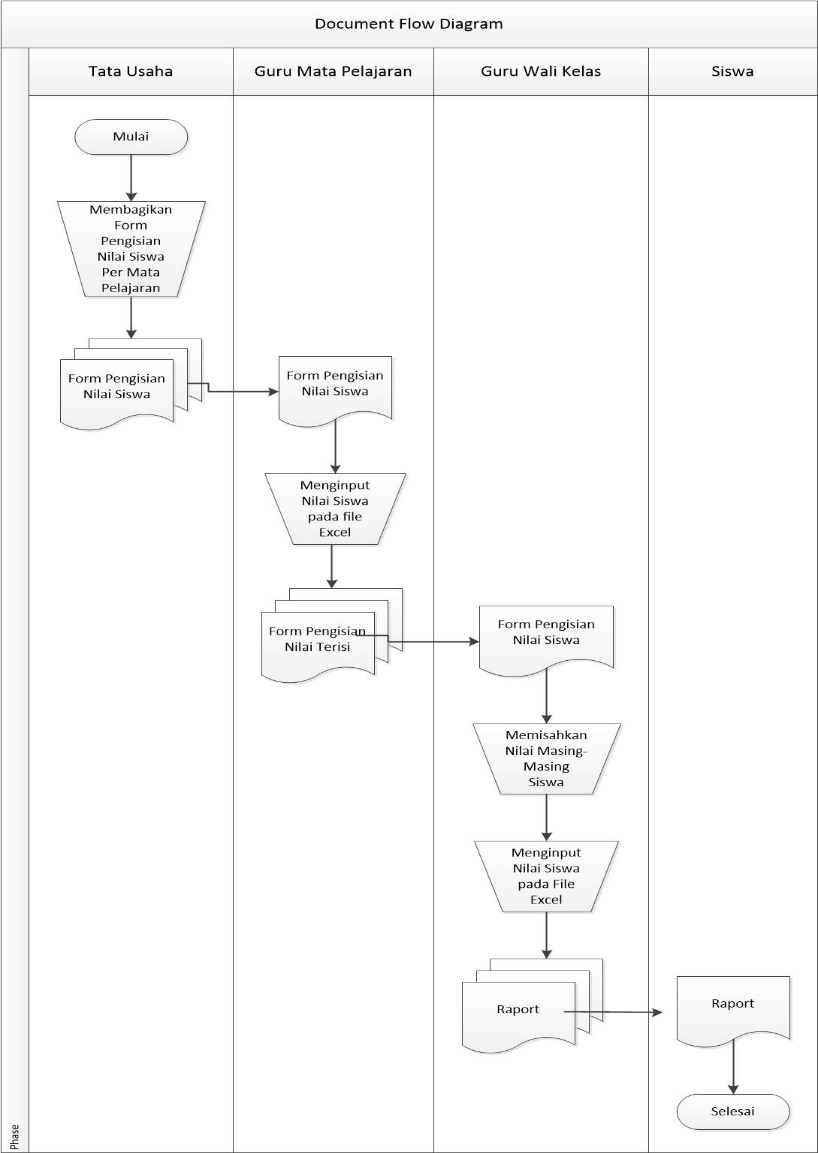 Document Flow Diagram
Tata Usaha
Guru Mata Pelajaran
Guru Wali Kelas
Siswa
Mulai
Membagikan
Form
Pengisian
Nilai Siswa
Per Mata
Pelajaran
Form Pengisian
Nilai Siswa
Form Pengisian
Nilai Siswa
Menginput
Nilai Siswa
pada file
Excel
Form Pengisian
Nilai Terisi
Form Pengisian
Nilai Siswa
Memisahkan
Nilai Masing-
Masing
Siswa
Menginput
Nilai Siswa
pada File
Excel
Raport
Raport
Selesai
Phase